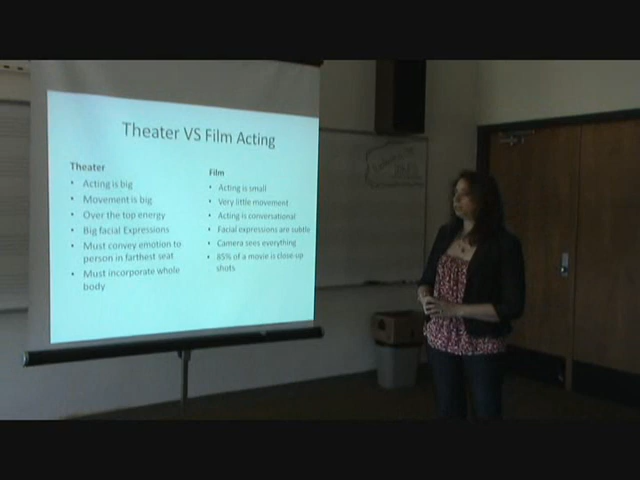 Theater VS Film Acting
Theater
• Acting is big
• Movement is big
• Over the top energy
• Big facial Expressions
• Must convey emotion to
person in farthest seat
• Must incorporate whole
body
Film
• Acting is small
• Very little movement
• Acting is conversational
• Facial expressions are subtle
• Camera sees everything
• 85% of a movie is close up
shots